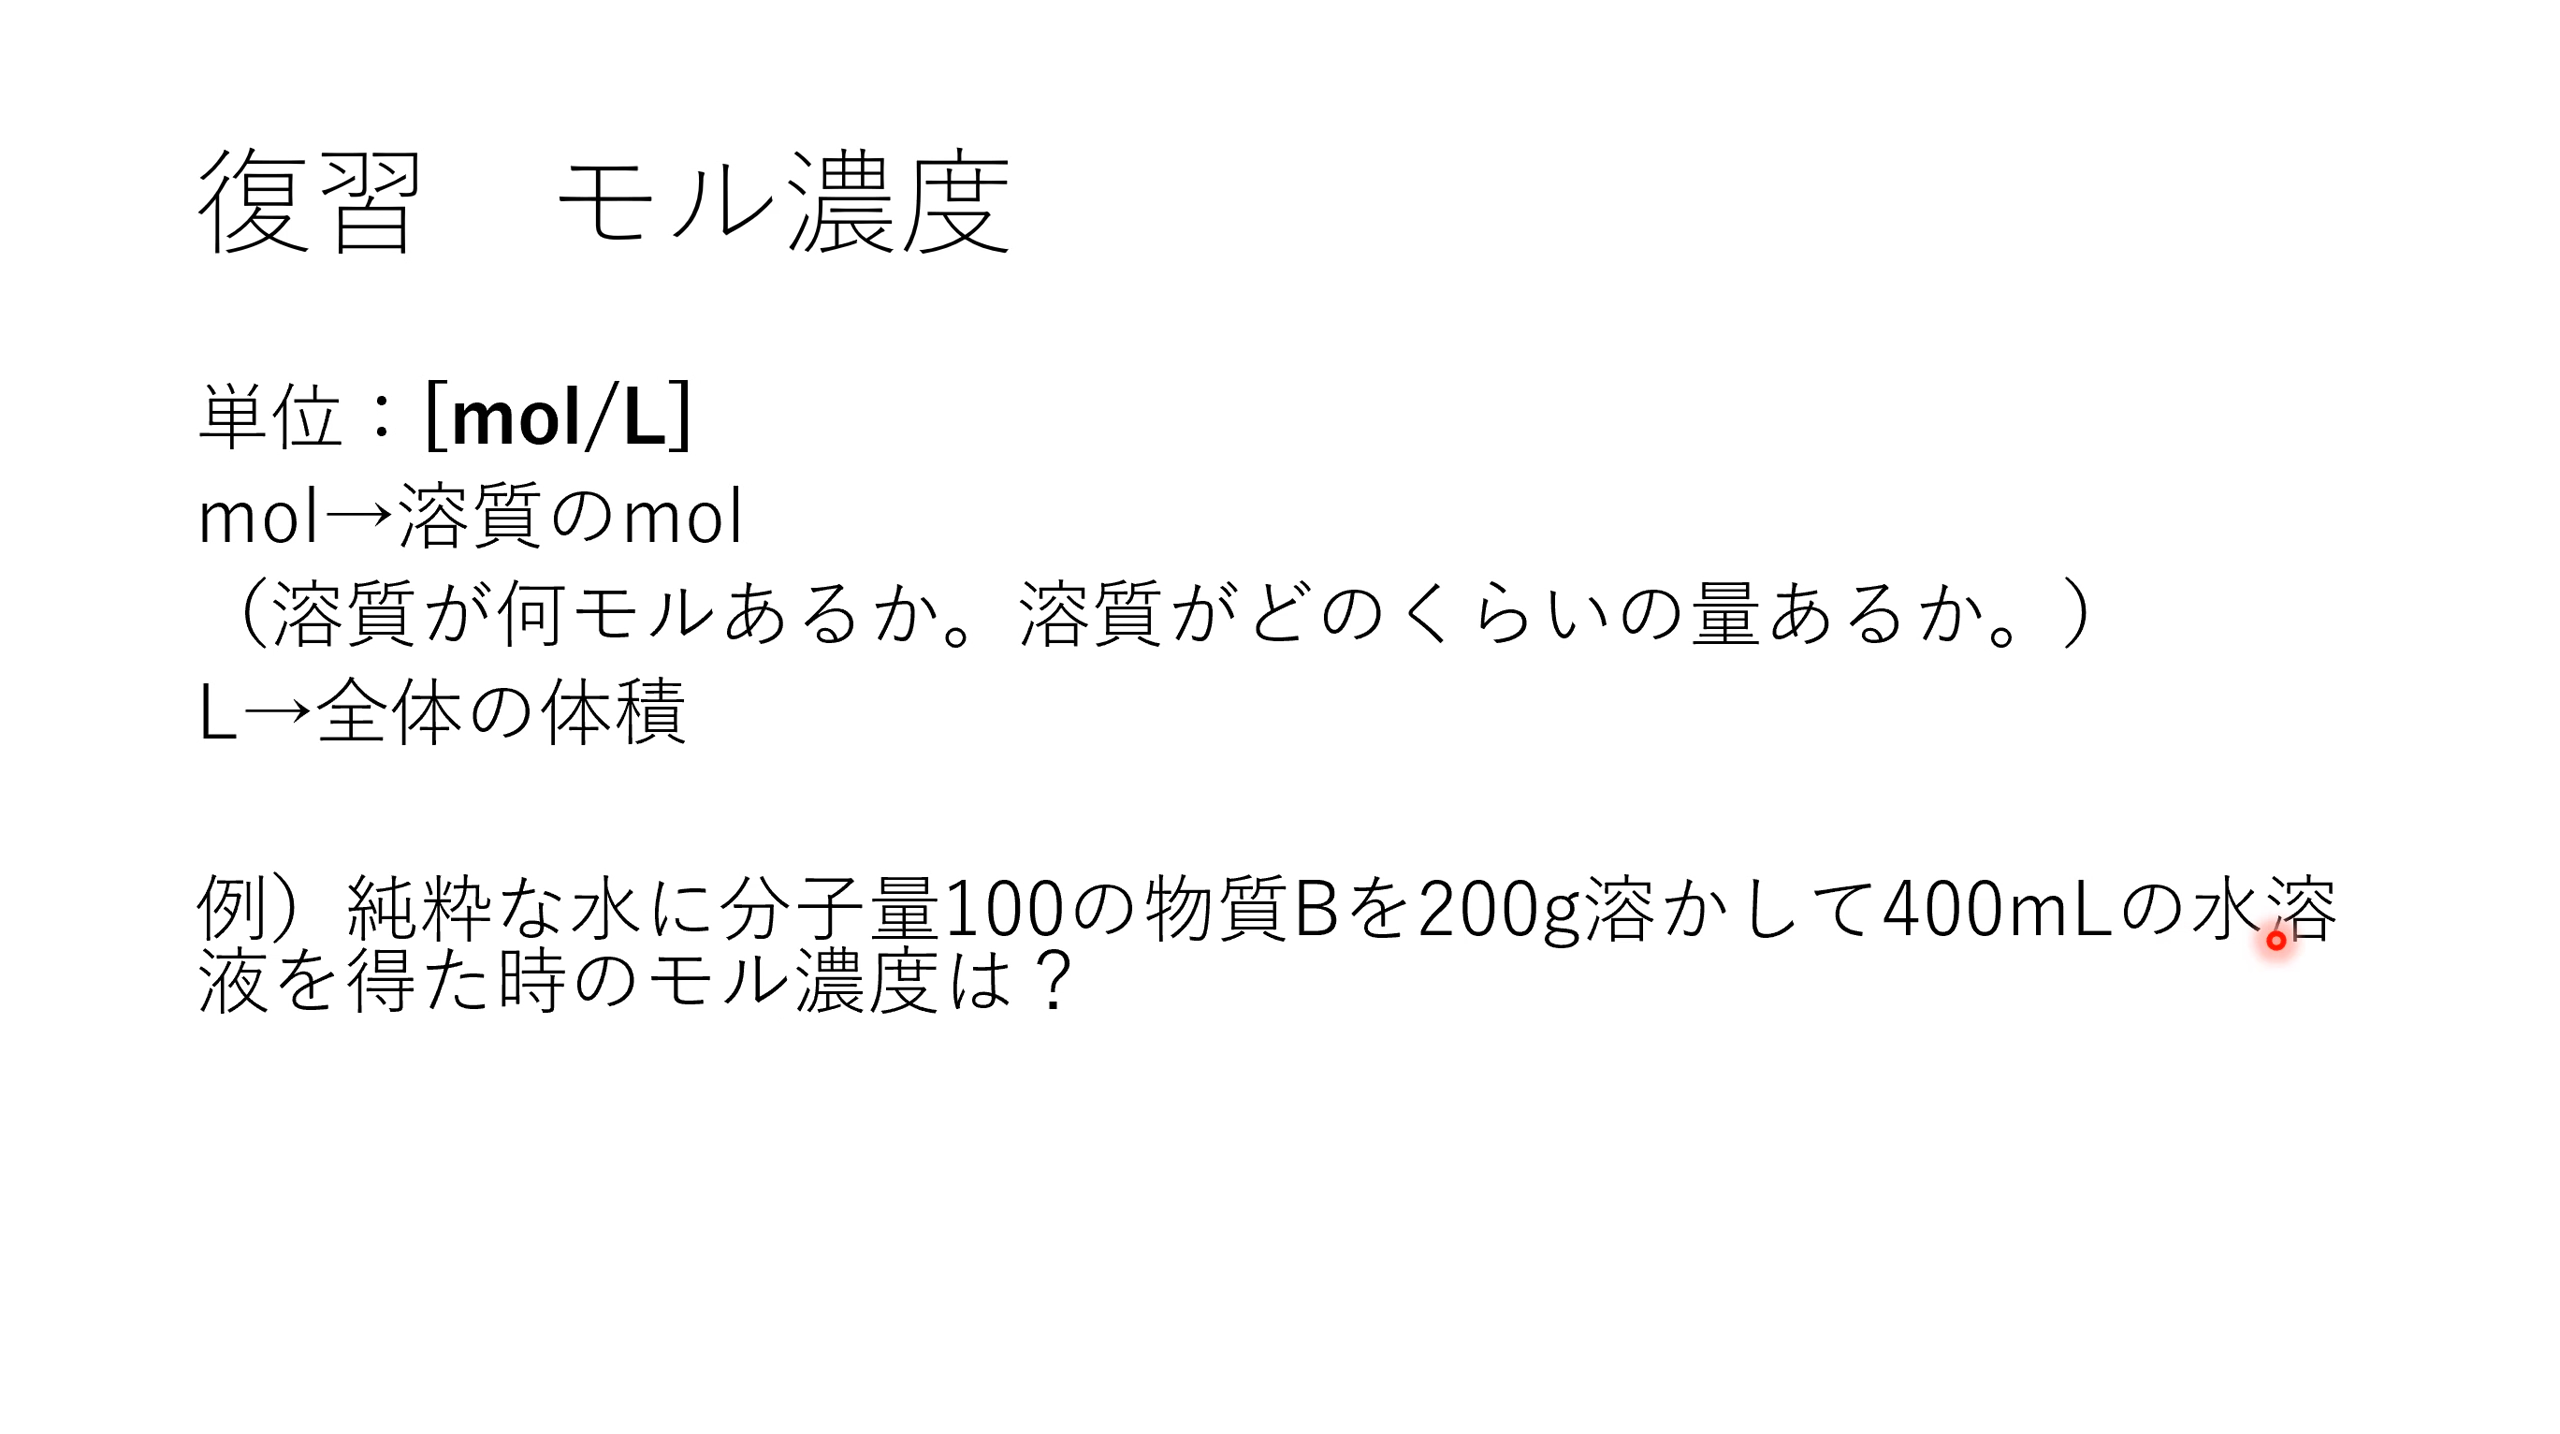 復習　モル濃度
単位：[mol/L]
mol→溶質のmol
（溶質が何モルあるか。溶質がどのくらいの量あるか。）
L→全体の体積
例）純粋な水に分子量100の物質Bを200g溶かして400mLの水溶
液を得た時のモル濃度は？